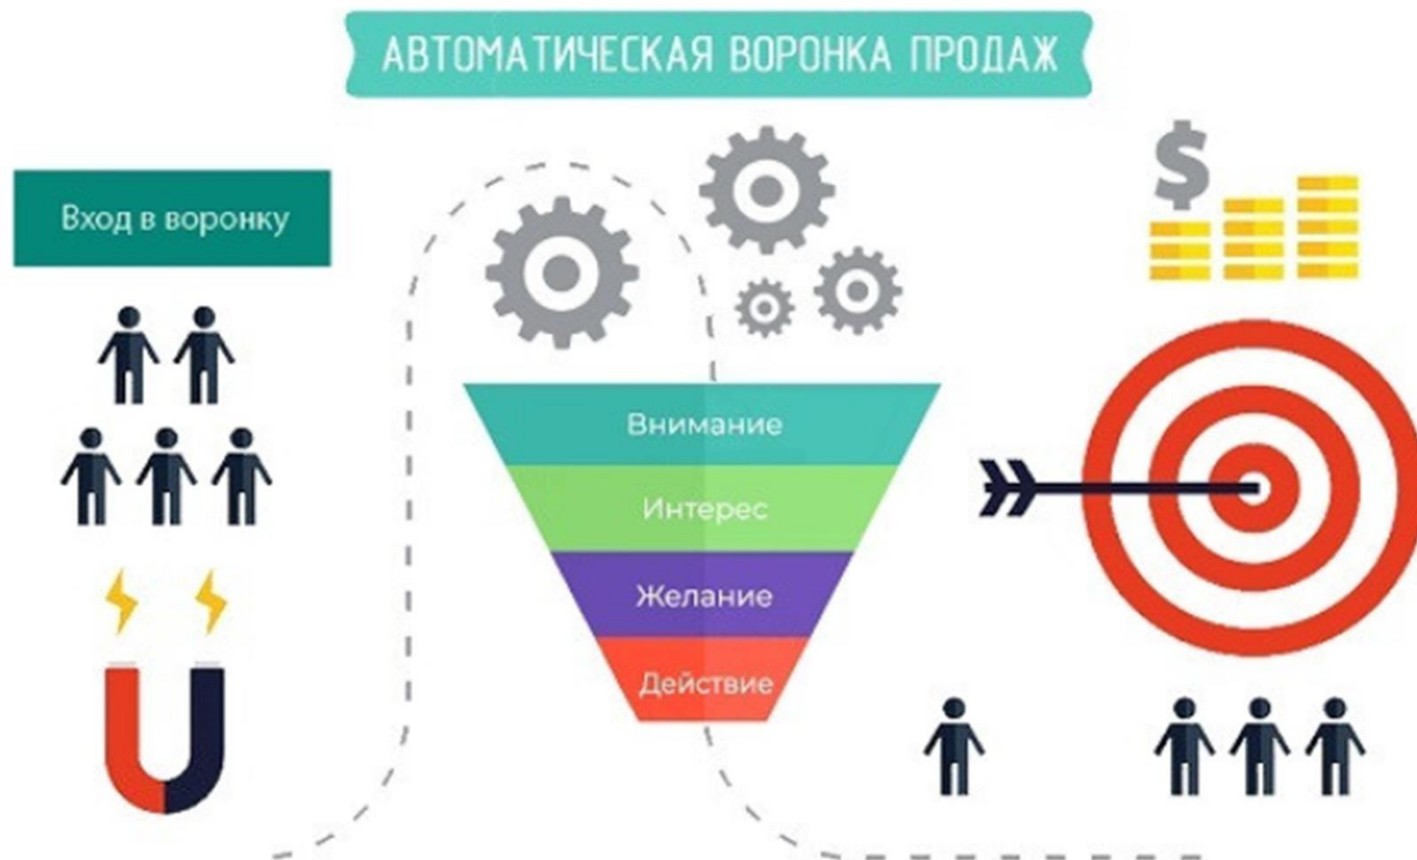 АВТОМАТИЧЕСКАЯ ВОРОНКА ПРОДАЖ
Вход в воронку
$
Внимание
Интерес
Желание
Действие